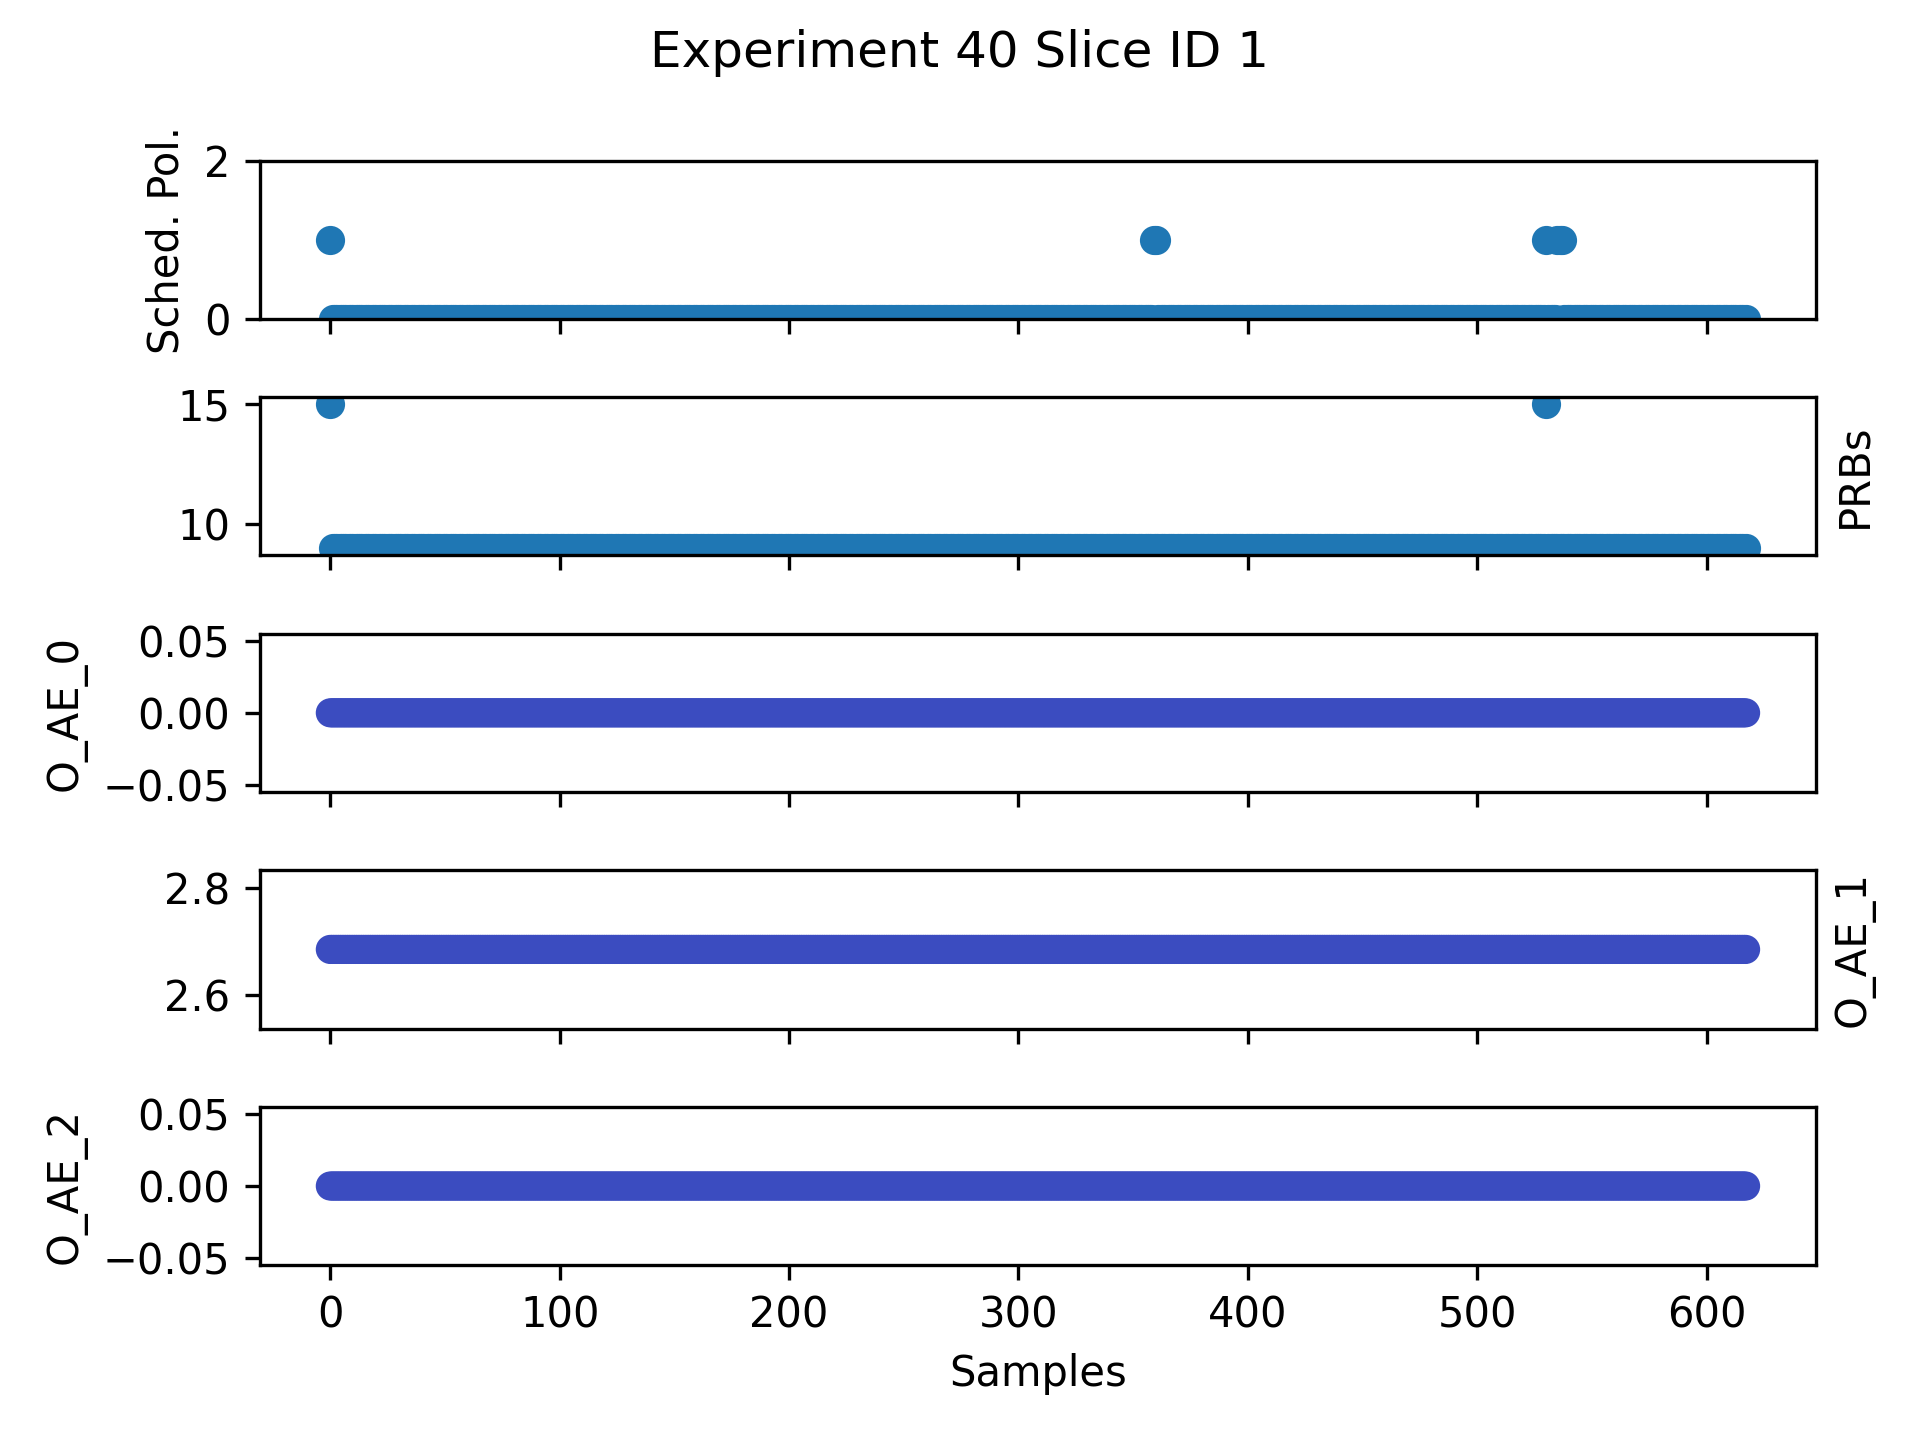 Experiment 40 Slice ID 1
Sched. Pol.
2
0
15
10
PRBs
O_AE_0
0.05
0.00
−0.05
2.8
2.6
O_AE_1
O_AE_2
0.05
0.00
−0.05
0 100 200 300 400 500 600
Samples